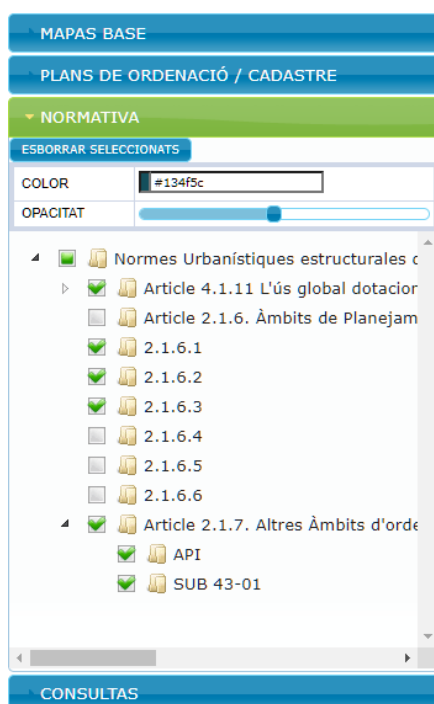 MAPAS BASE
PLANS DE ORDENACIÓ / CADASTRE
NORMATIVA
ESBORRAR SELECCIONATS
COLOR #134f5c
OPACITAT
Normes Urbanístiques estructurales
Article 4.1.11 L'ús global dotacion
Article 2.1.6. Àmbits de Planejam
2.1.6.1
2.1.6.2
2.1.6.3
2.1.6.4
2.1.6.5
2.1.6.6
Article 2.1.7. Altres Àmbits d'orde
API
SUB 43-01
CONSULTAS